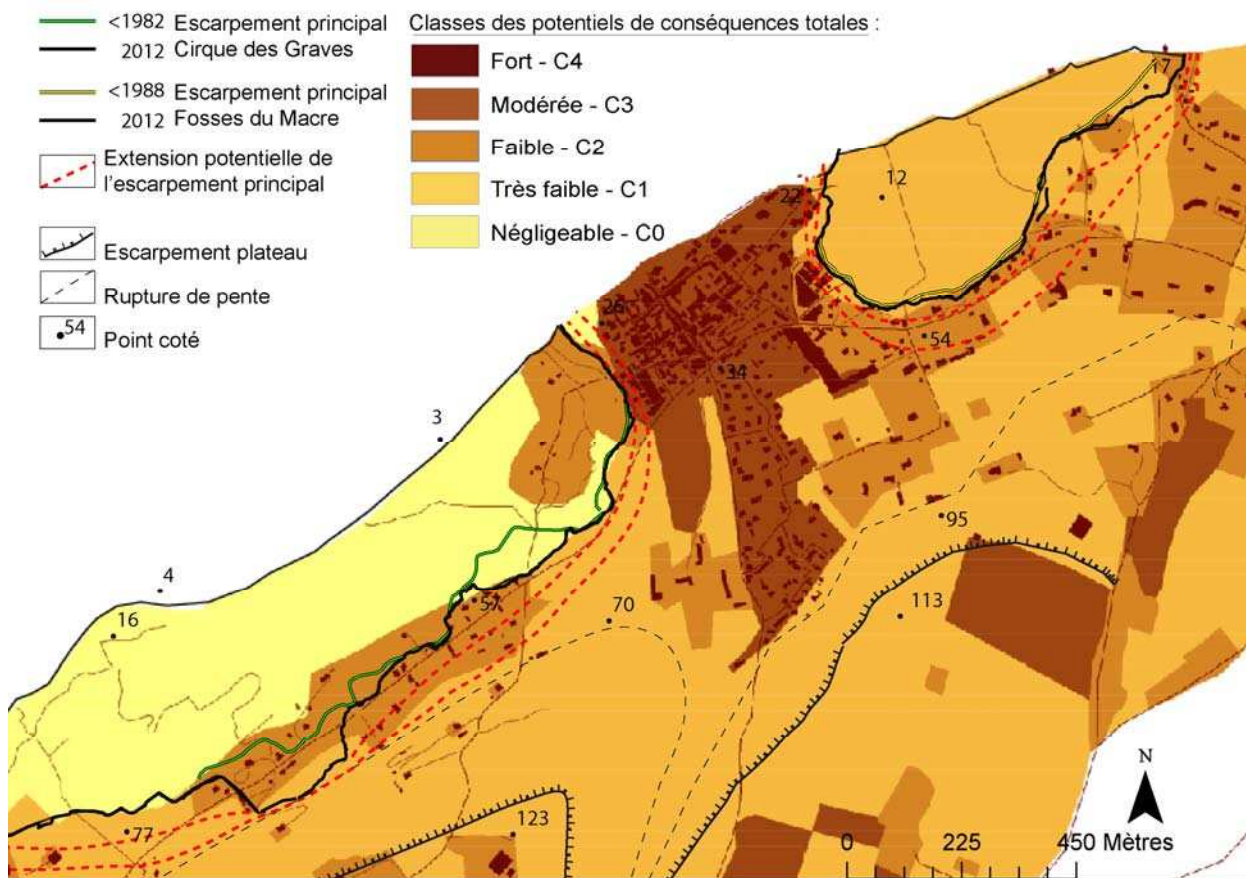 <1982 Escarpement principal
2012 Cirque des Graves
<1988 Escarpement principal
2012 Fosses du Macre
Extension potentielle de
l'escarpement principal
Escarpement plateau
Rupture de pente
54 Point coté
Classes des potentiels de conséquences totales :
Fort - C4
Modérée - C3
Faible - C2
Très faible - C1
Négligeable - C0
17
12
22
26
54
34
3
95
4
57
70
113
16
77
123
N
0 225 450 Mètres